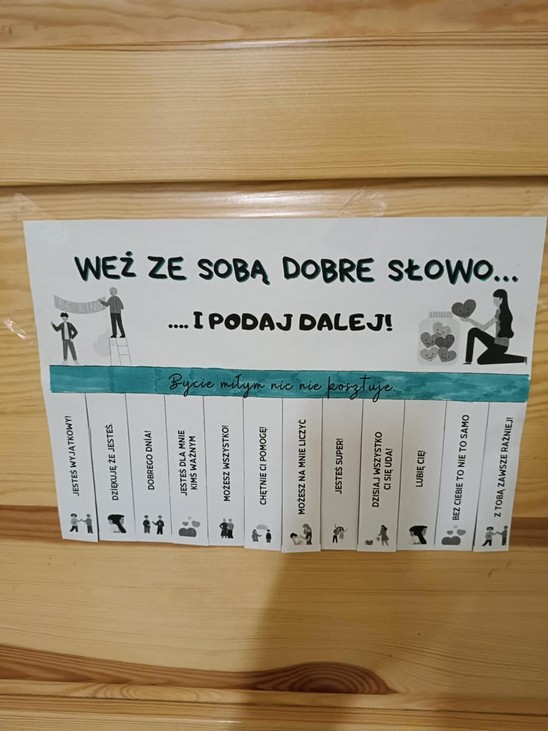 WEŹ ZE SOBĄ DOBRE SŁOWO...
.... I PODAJ DALEJ!
Bycie miłym nic nie kosztuje.
JESTEŚ WYJĄTKOWY!
DZIĘKUJĘ ŻE JESTEŚ
DOBREGO DNIA!
JESTEŚ DLA MNIE
KIMŚ WAŻNYM
MOŻESZ WSZYSTKO!
CHĘTNIE CI POMOGĘ!
MOŻESZ NA MNIE LICZYĆ
JESTEŚ SUPER!
DZISIAJ WSZYSTKO
CI SIĘ UDA!
LUBIĘ CIĘ!
BEZ CIEBIE TO NIE TO SAMO
Z TOBĄ ZAWSZE RAŹNIEJ!